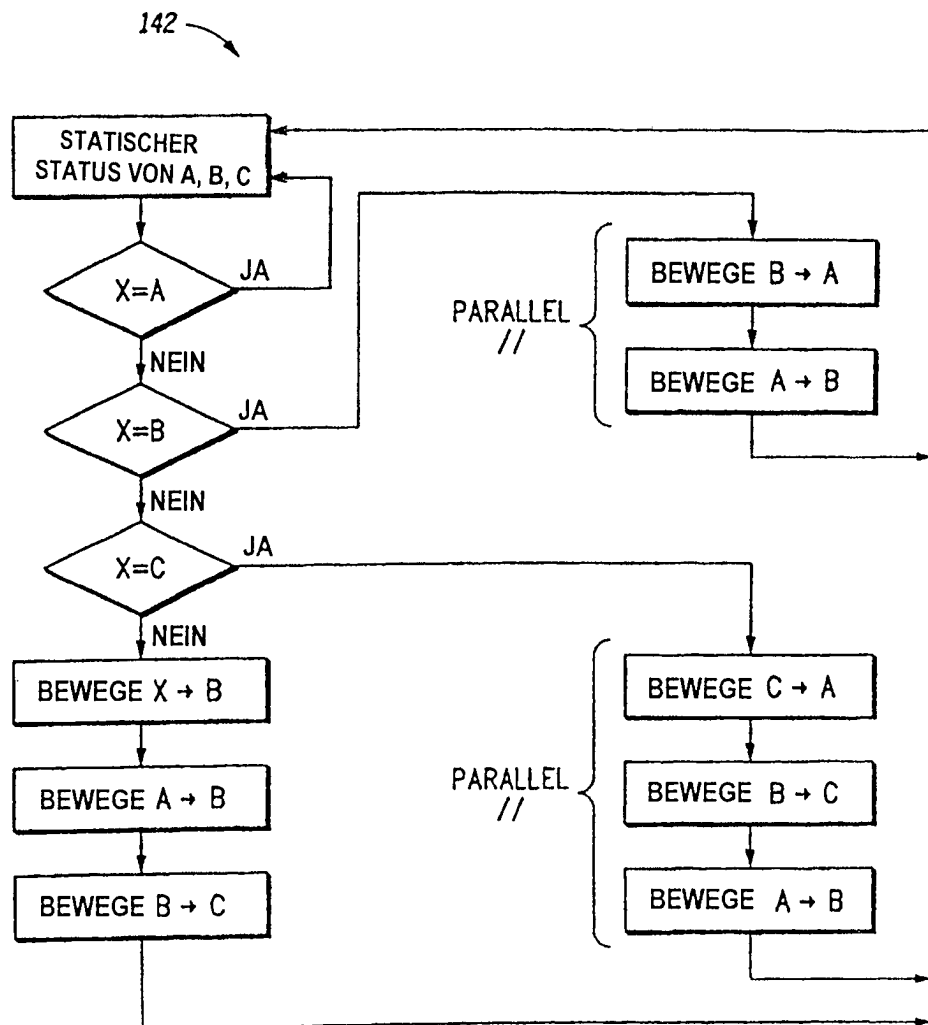 142
STATISCHER
STATUS VON A, B, C
X=A
JA
NEIN
X=B
JA
NEIN
X=C
JA
NEIN
BEWEGE X → B
BEWEGE A → B
BEWEGE B → C
PARALLEL
//
BEWEGE B → A
BEWEGE A → B
PARALLEL
//
BEWEGE C → A
BEWEGE B → C
BEWEGE A → B